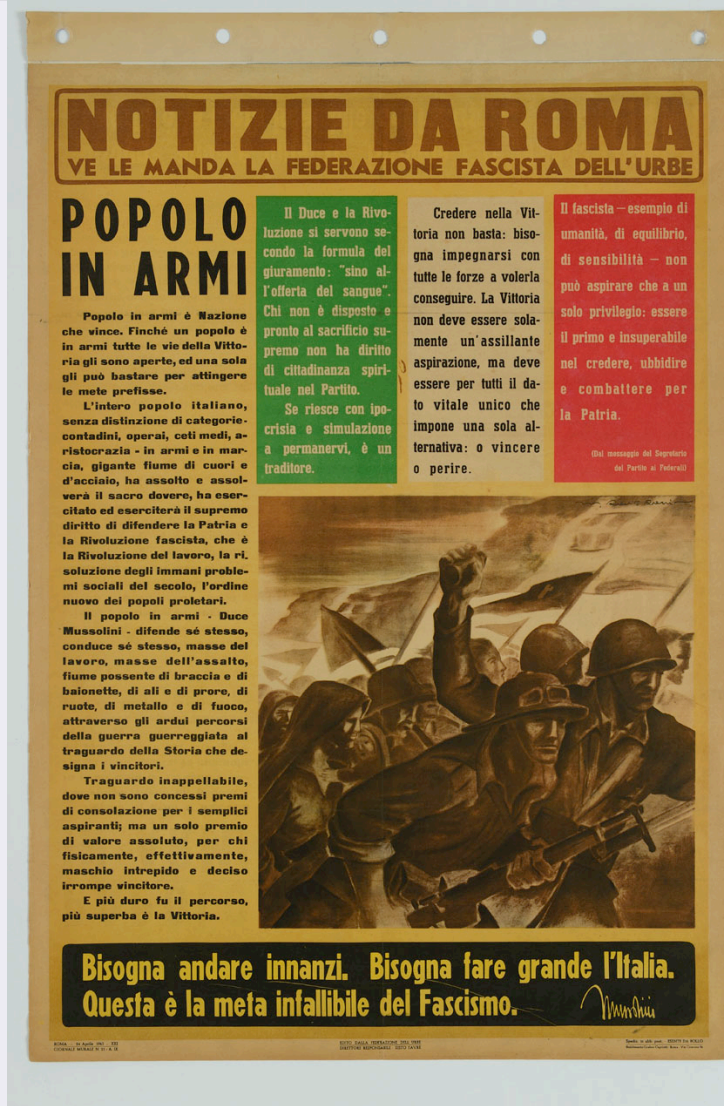 NOTIZIE DA ROMA
VE LE MANDA LA FEDERAZIONE FASCISTA DELL'URBE
POPOLO
IN ARMI
Popolo in armi è Nazione
che vince. Finché un popolo è
in armi tutte le vie della Vitto-
ria gli sono aperte, ed una sola
gli può bastare per attingere
le mete prefisse.
L'intero popolo italiano,
senza distinzione di categorie-
contadini, operai, ceti medi, a-
ristocrazia - in armi e in mar-
cia, gigante fiume di cuori e
d'acciaio, ha assolto e assol-
verà il sacro dovere, ha eser-
citato ed eserciterà il supremo
diritto di difendere la Patria e
la Rivoluzione fascista, che è
la Rivoluzione del lavoro, la ri.
soluzione degli immani proble-
mi sociali del secolo, l'ordine
nuovo dei popoli proletari.
Il popolo in armi - Duce
Mussolini - difende sé stesso,
conduce sé stesso, masse del
lavoro, masse dell'assalto,
fiume possente di braccia e di
baionette, di ali e di prore, di
ruote, di metallo e di fuoco,
attraverso gli ardui percorsi
della guerra guerreggiata al
traguardo della Storia che de-
signa i vincitori.
Traguardo inappellabile,
dove non sono concessi premi
di consolazione per i semplici
aspiranti; ma un solo premio
di valore assoluto, per chi
fisicamente, effettivamente,
maschio intrepido e deciso
irrompe vincitore.
E più duro fu il percorso,
più superba è la Vittoria.
Il Duce e la Rivo-
luzione si servono se-
condo la formula del
giuramento: "sino al-
l'offerta del sangue".
Chi non è disposto e
pronto al sacrificio su-
premo non ha diritto
di cittadinanza spiri-
tuale nel Partito.
Se riesce con ipo-
crisia e simulazione
a permanervi, è un
traditore.
Credere nella Vit-
toria non basta: biso-
gna impegnarsi con
tutte le forze a volerla
conseguire. La Vittoria
non deve essere sola-
mente un'assillante
aspirazione, ma deve
essere per tutti il da-
to vitale unico che
impone una sola al-
ternativa: o vincere
o perire.
Il fascista — esempio di
umanità, di equilibrio,
di sensibilità — non
può aspirare che a un
solo privilegio: essere
il primo e insuperabile
nel credere, ubbidire
e combattere per
la Patria.
(Dal messaggio del Segretario
del Partito ai Federali)
Bisogna andare innanzi. Bisogna fare grande l'Italia.
Questa è la meta infallibile del Fascismo.
Mussolini
EDITO DALLA FEDERAZIONE DELL'URBE